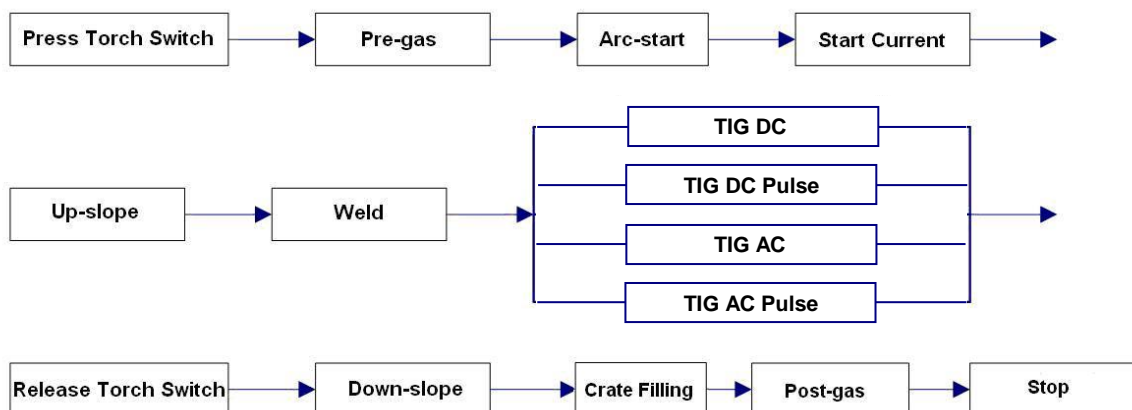 Press Torch Switch
Pre-gas
Arc-start
Start Current
Up-slope
Weld
TIG DC
TIG DC Pulse
TIG AC
TIG AC Pulse
Release Torch Switch
Down-slope
Crate Filling
Post-gas
Stop